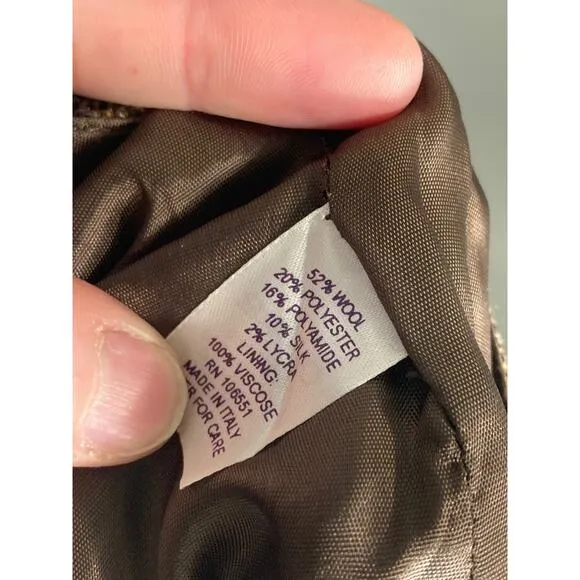 52% WOOL
20% POLYESTER
16% POLYAMIDE
10% SILK
2% LYCRA
LINING:
100% VISCOSE
RN 106551
MADE IN ITALY
FOR CARE